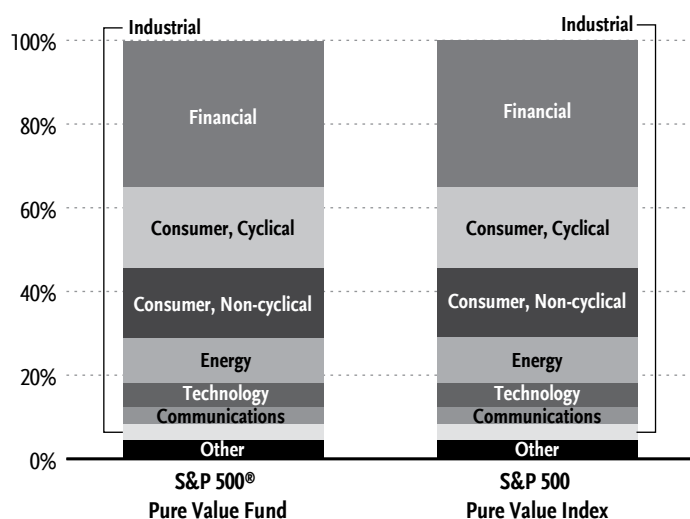 Industrial
Industrial
100%
80%
60%
40%
20%
0%
Financial
Consumer, Cyclical
Consumer, Non-cyclical
Energy
Technology
Communications
Other
Financial
Consumer, Cyclical
Consumer, Non-cyclical
Energy
Technology
Communications
Other
S&P 500®
Pure Value Fund
S&P 500
Pure Value Index